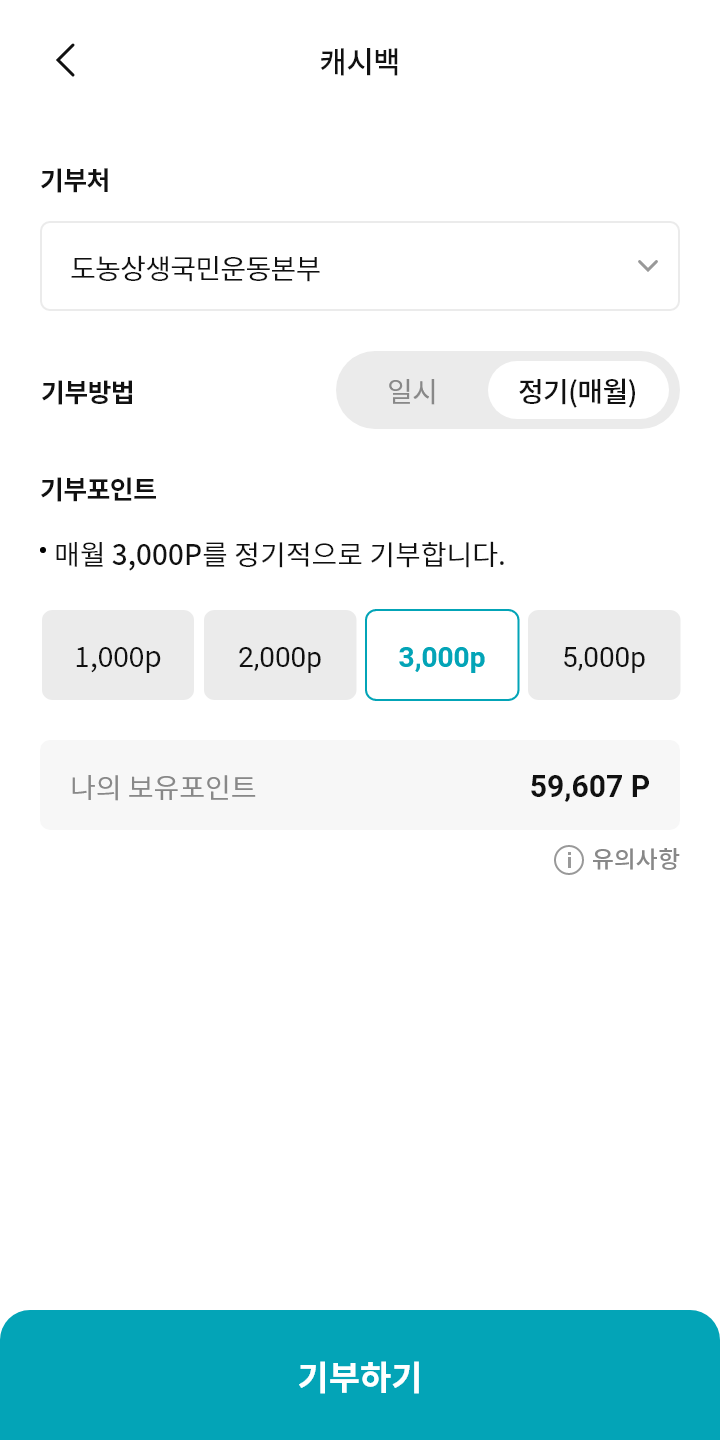 캐시백
기부처
도농상생국민운동본부
기부방법
일시 정기(매월)
기부포인트
• 매월 3,000P를 정기적으로 기부합니다.
1,000p 2,000p 3,000p 5,000p
나의 보유포인트 59,607 P
유의사항
기부하기